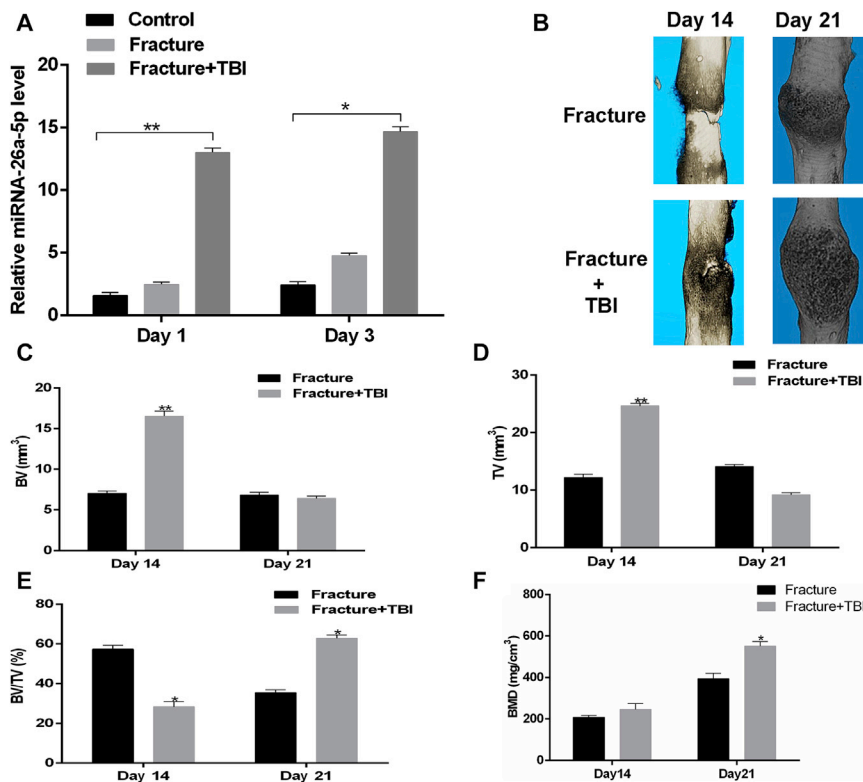 A
Control
Fracture
Fracture+TBI
Relative miRNA-26a-5p level
20
15
10
5
0
**
*
Day 1
Day 3
B
Day 14
Day 21
Fracture
Fracture
+
TBI
C
Fracture
Fracture+TBI
BV (mm³)
20
15
10
5
0
**
Day 14
Day 21
D
Fracture
Fracture+TBI
TV (mm³)
30
20
10
0
**
Day 14
Day 21
E
Fracture
Fracture+TBI
BV/TV (%)
80
60
40
20
0
*
*
Day 14
Day 21
F
Fracture
Fracture+TBI
BMD (mg/cm³)
800
600
400
200
0
*
Day14
Day21